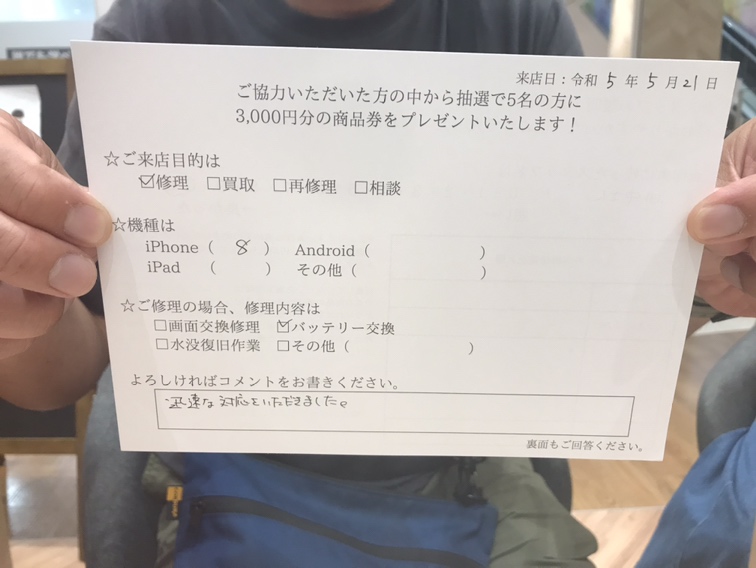 来店日：令和 5 年 5 月 21 日
ご協力いただいた方の中から抽選で5名の方に
3,000円分の商品券をプレゼントいたします！
☆ご来店目的は
☑修理 □買取 □再修理 □相談
☆機種は
iPhone（ 8 ） Android（ ）
iPad （ ） その他（ ）
☆ご修理の場合、修理内容は
□画面交換修理 ☑バッテリー交換
□水没復旧作業 □その他（ ）
よろしければコメントをお書きください。
迅速な対応をいただきました。
裏面もご回答ください。